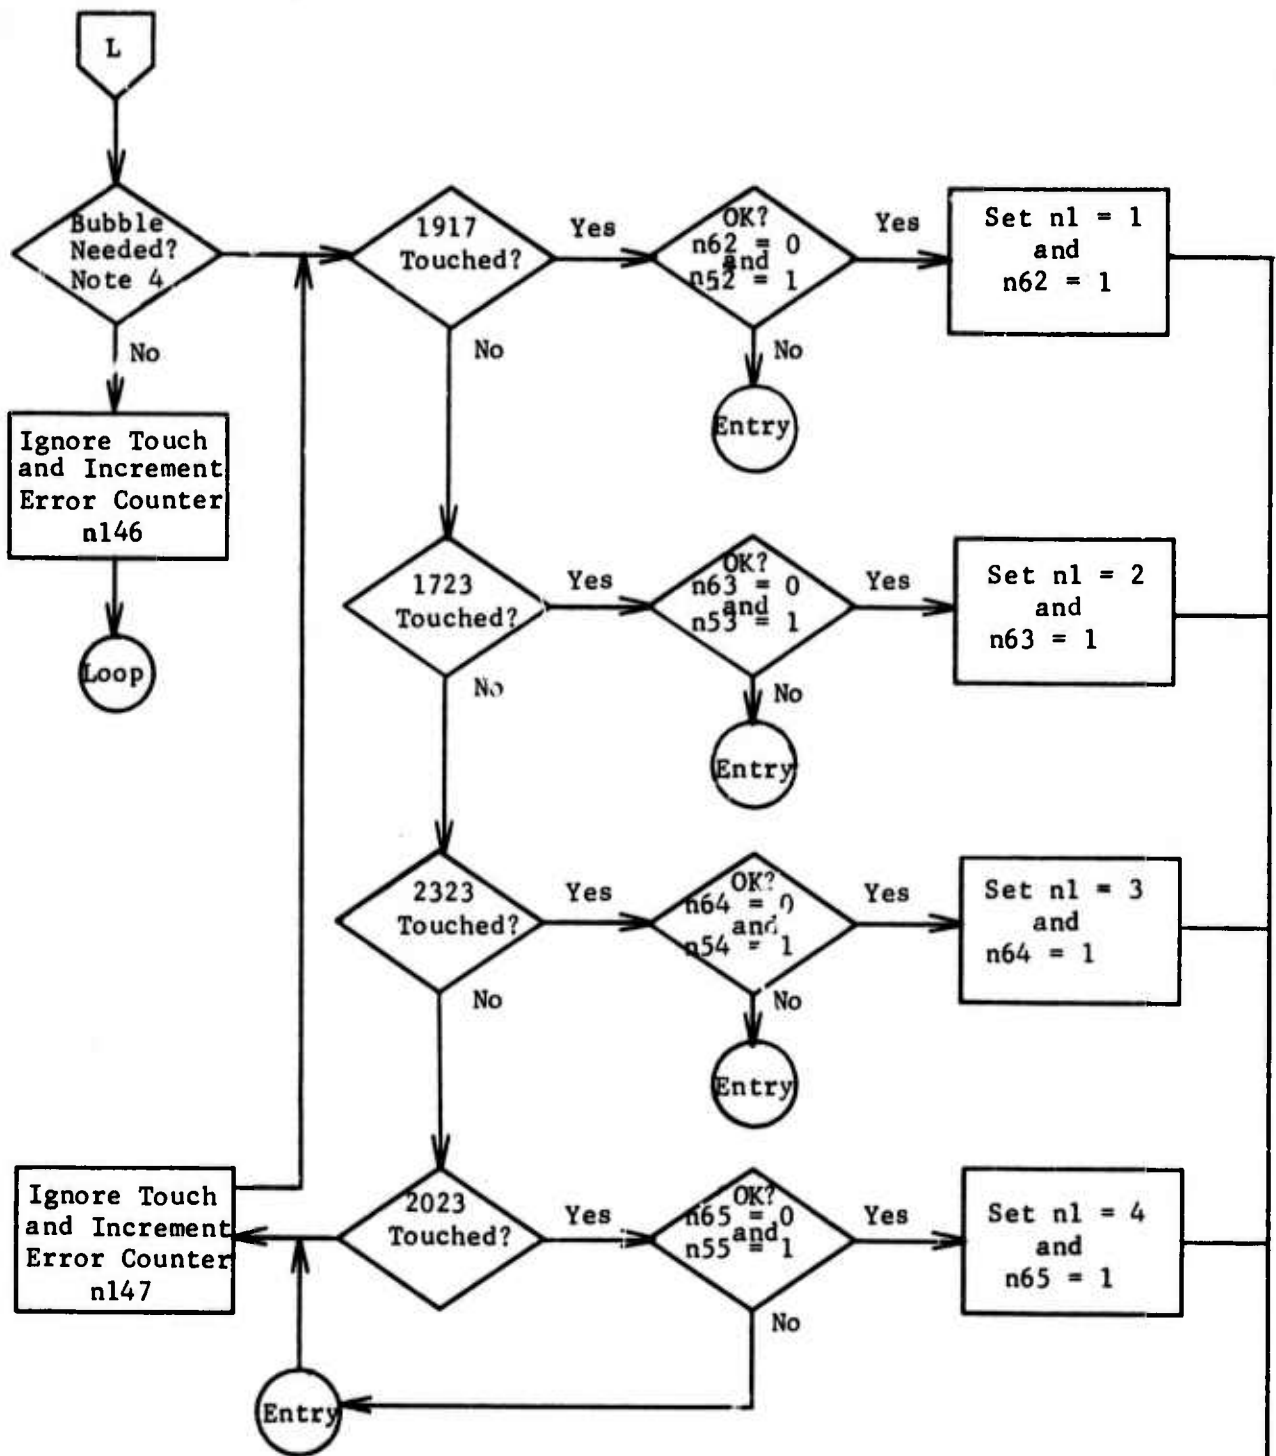 L
Bubble
Needed?
Note 4
No
Ignore Touch
and Increment
Error Counter
n146
Loop
1917
Touched?
Yes
OK?
n62 = 0
and
n52 = 1
Yes
Set n1 = 1
and
n62 = 1
No
No
Entry
1723
Touched?
Yes
OK?
n63 = 0
and
n53 = 1
Yes
Set n1 = 2
and
n63 = 1
No
No
Entry
2323
Touched?
Yes
OK?
n64 = 0
and
n54 = 1
Yes
Set n1 = 3
and
n64 = 1
No
No
Entry
Ignore Touch
and Increment
Error Counter
n147
2023
Touched?
Yes
OK?
n65 = 0
and
n55 = 1
Yes
Set n1 = 4
and
n65 = 1
No
Entry